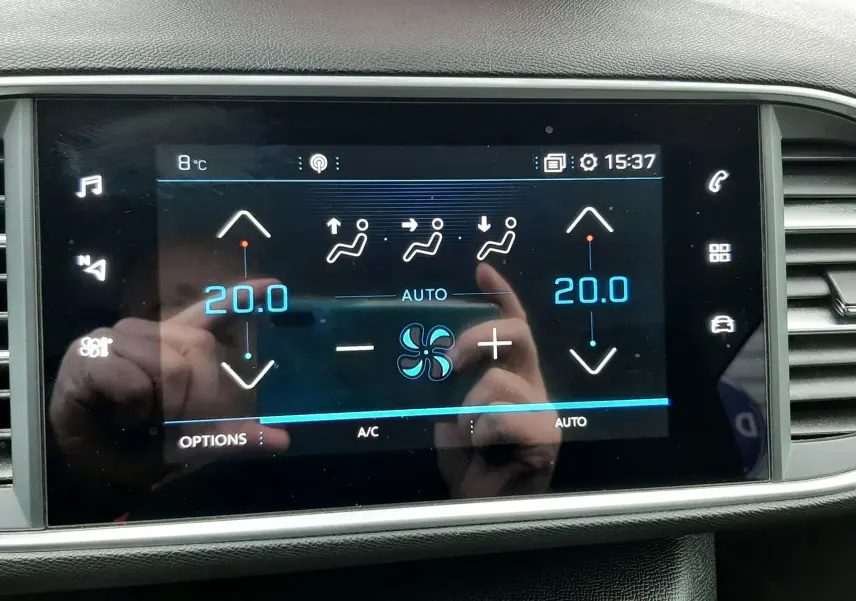 8°C 15:37
N
20.0 20.0
AUTO
OPTIONS A/C AUTO
D